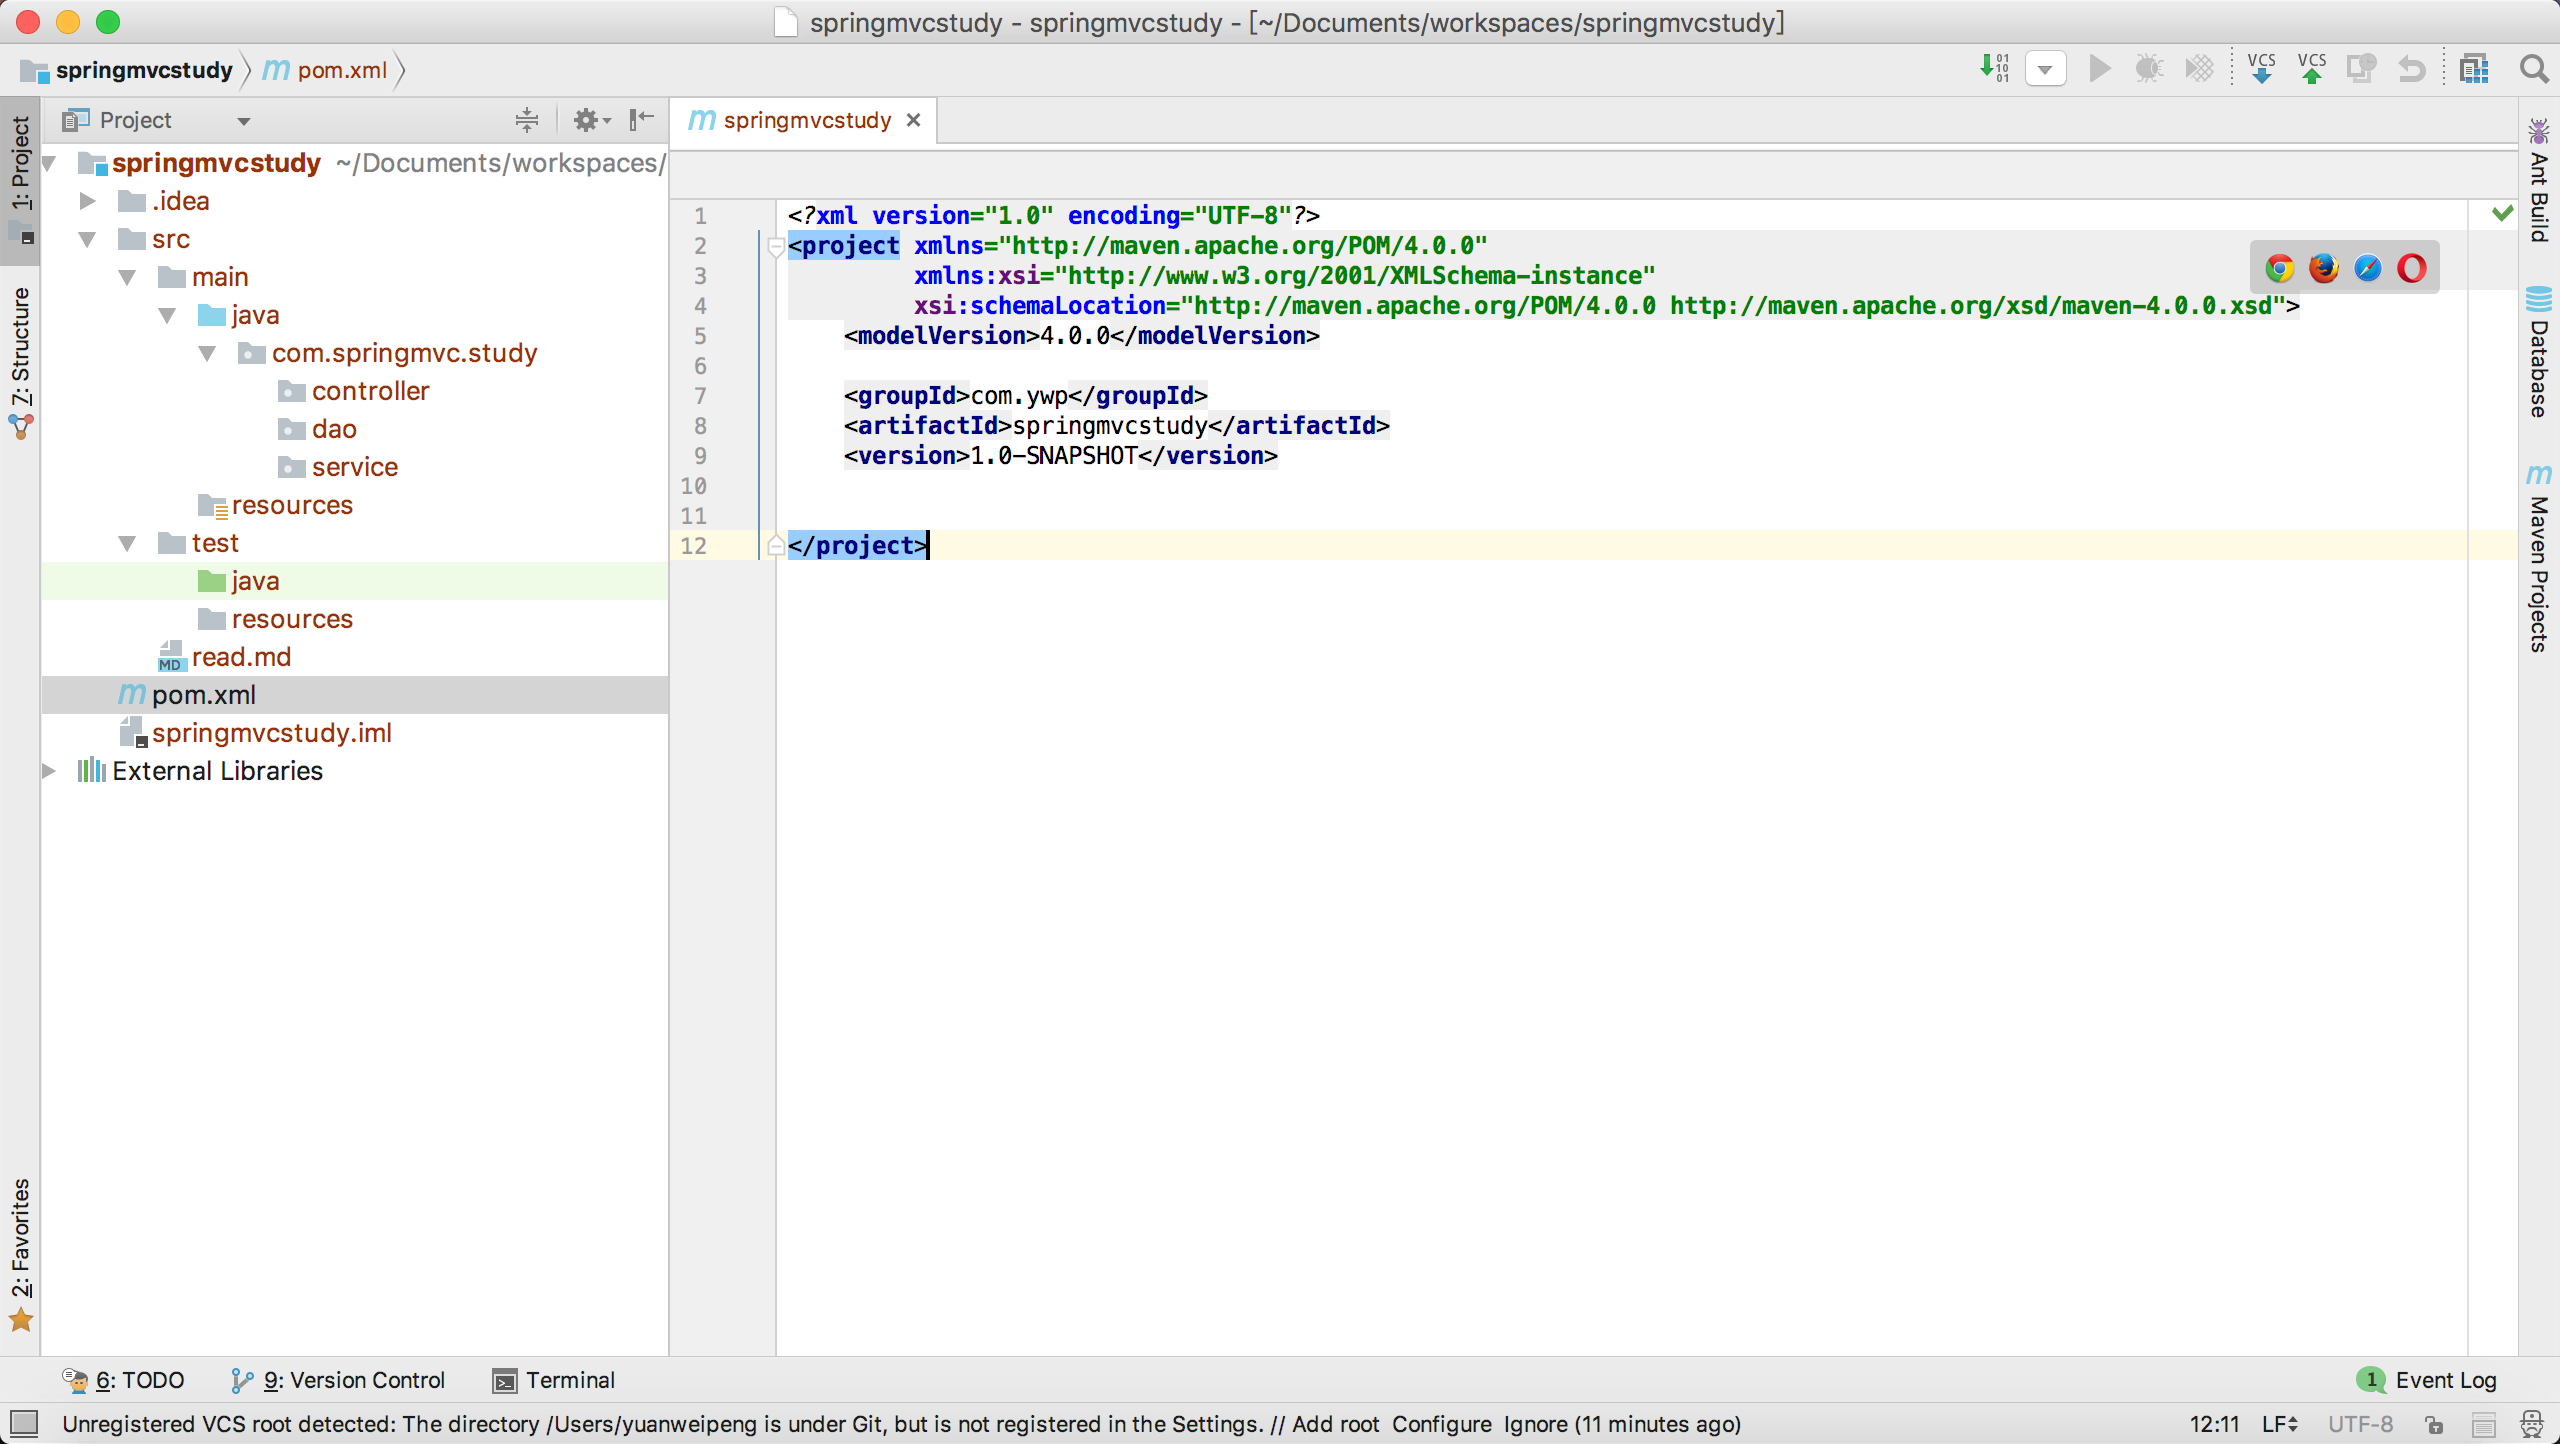 springmvcstudy - springmvcstudy - [~/Documents/workspaces/springmvcstudy]
springmvcstudy
m pom.xml
01
10
01
VCS
VCS
1: Project
7: Structure
2: Favorites
Project
springmvcstudy ~/Documents/workspaces/
.idea
src
main
java
com.springmvc.study
controller
dao
service
resources
test
java
resources
MD read.md
m pom.xml
springmvcstudy.iml
External Libraries
m springmvcstudy
1 <?xml version="1.0" encoding="UTF-8"?>
2 <project xmlns="http://maven.apache.org/POM/4.0.0"
3 xmlns:xsi="http://www.w3.org/2001/XMLSchema-instance"
4 xsi:schemaLocation="http://maven.apache.org/POM/4.0.0 http://maven.apache.org/xsd/maven-4.0.0.xsd">
5 <modelVersion>4.0.0</modelVersion>
6
7 <groupId>com.ywp</groupId>
8 <artifactId>springmvcstudy</artifactId>
9 <version>1.0-SNAPSHOT</version>
10
11
12 </project>
Ant Build
Database
m Maven Projects
6: TODO
9: Version Control
Terminal
1 Event Log
Unregistered VCS root detected: The directory /Users/yuanweipeng is under Git, but is not registered in the Settings. // Add root Configure Ignore (11 minutes ago)
12:11 LF UTF-8